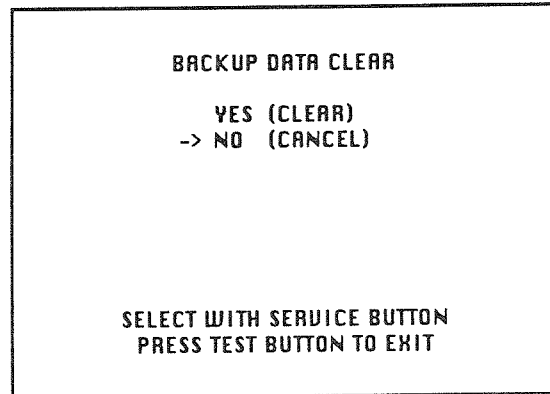 BACKUP DATA CLEAR
YES (CLEAR)
-> NO (CANCEL)
SELECT WITH SERVICE BUTTON
PRESS TEST BUTTON TO EXIT